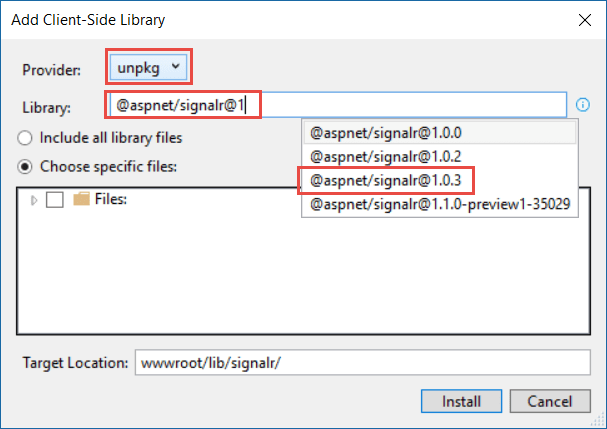 Add Client-Side Library
Provider: unpkg
Library: @aspnet/signalr@1
Include all library files
@aspnet/signalr@1.0.0
@aspnet/signalr@1.0.2
Choose specific files:
@aspnet/signalr@1.0.3
Files:
@aspnet/signalr@1.1.0-preview1-35029
Target Location: wwwroot/lib/signalr/
Install Cancel